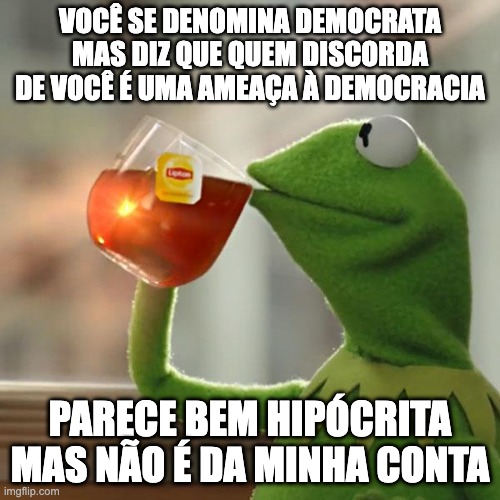 VOCÊ SE DENOMINA DEMOCRATA
MAS DIZ QUE QUEM DISCORDA
DE VOCÊ É UMA AMEAÇA À DEMOCRACIA
Lipton
PARECE BEM HIPÓCRITA
MAS NÃO É DA MINHA CONTA
imgflip.com